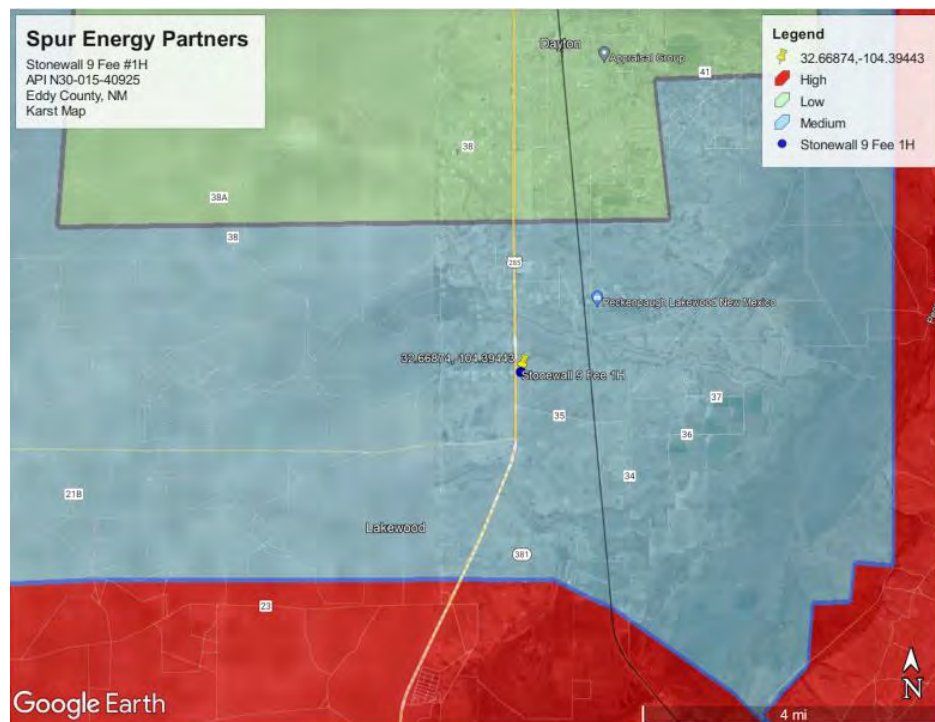 Spur Energy Partners
Stonewall 9 Fee #1H
API N30-015-40925
Eddy County, NM
Karst Map
Legend
32.66874,-104.39443
High
Low
Medium
Stonewall 9 Fee 1H
Dayton
Appraisal Group
41
38
38A
38
285
Peckenpaugh Lakewood New Mexico
32.66874,-104.39443
Stonewall 9 Fee 1H
37
35
36
34
21B
Lakewood
381
23
N
Google Earth
4 mi